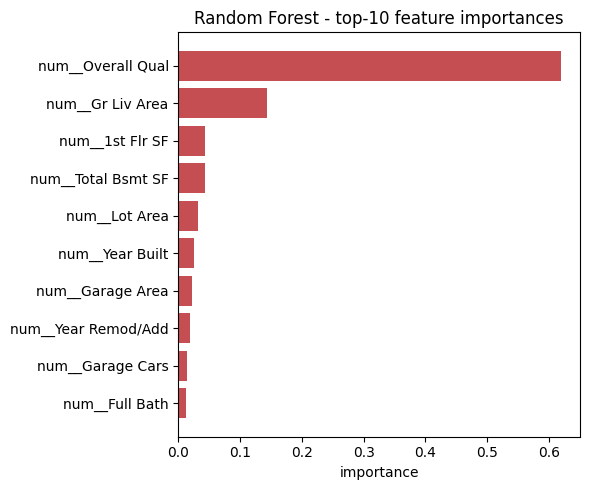 Random Forest - top-10 feature importances
num__Overall Qual
num__Gr Liv Area
num__1st Flr SF
num__Total Bsmt SF
num__Lot Area
num__Year Built
num__Garage Area
num__Year Remod/Add
num__Garage Cars
num__Full Bath
0.0 0.1 0.2 0.3 0.4 0.5 0.6
importance